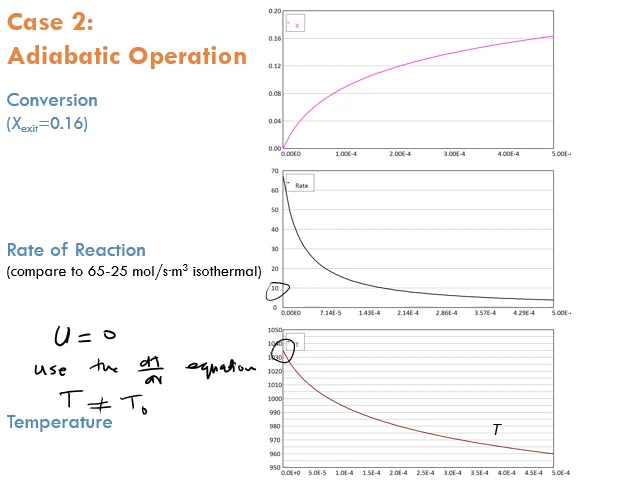 Case 2:
Adiabatic Operation
Conversion
(Xexit=0.16)
Rate of Reaction
(compare to 65-25 mol/s·m³ isothermal)
U = 0
use the dT/dV equation
T ≠ T₀
Temperature
0.20
X
0.16
0.12
0.08
0.04
0.00
0.00E0 1.00E-4 2.00E-4 3.00E-4 4.00E-4 5.00E-4
70
Rate
60
50
40
30
20
10
0
0.00E0 7.14E-5 1.43E-4 2.14E-4 2.86E-4 3.57E-4 4.29E-4 5.00E-4
1050
1040
T
1030
1020
1010
1000
990
980
T
970
960
950
0.0E+0 5.0E-5 1.0E-4 1.5E-4 2.0E-4 2.5E-4 3.0E-4 3.5E-4 4.0E-4 4.5E-4 5.0E-4